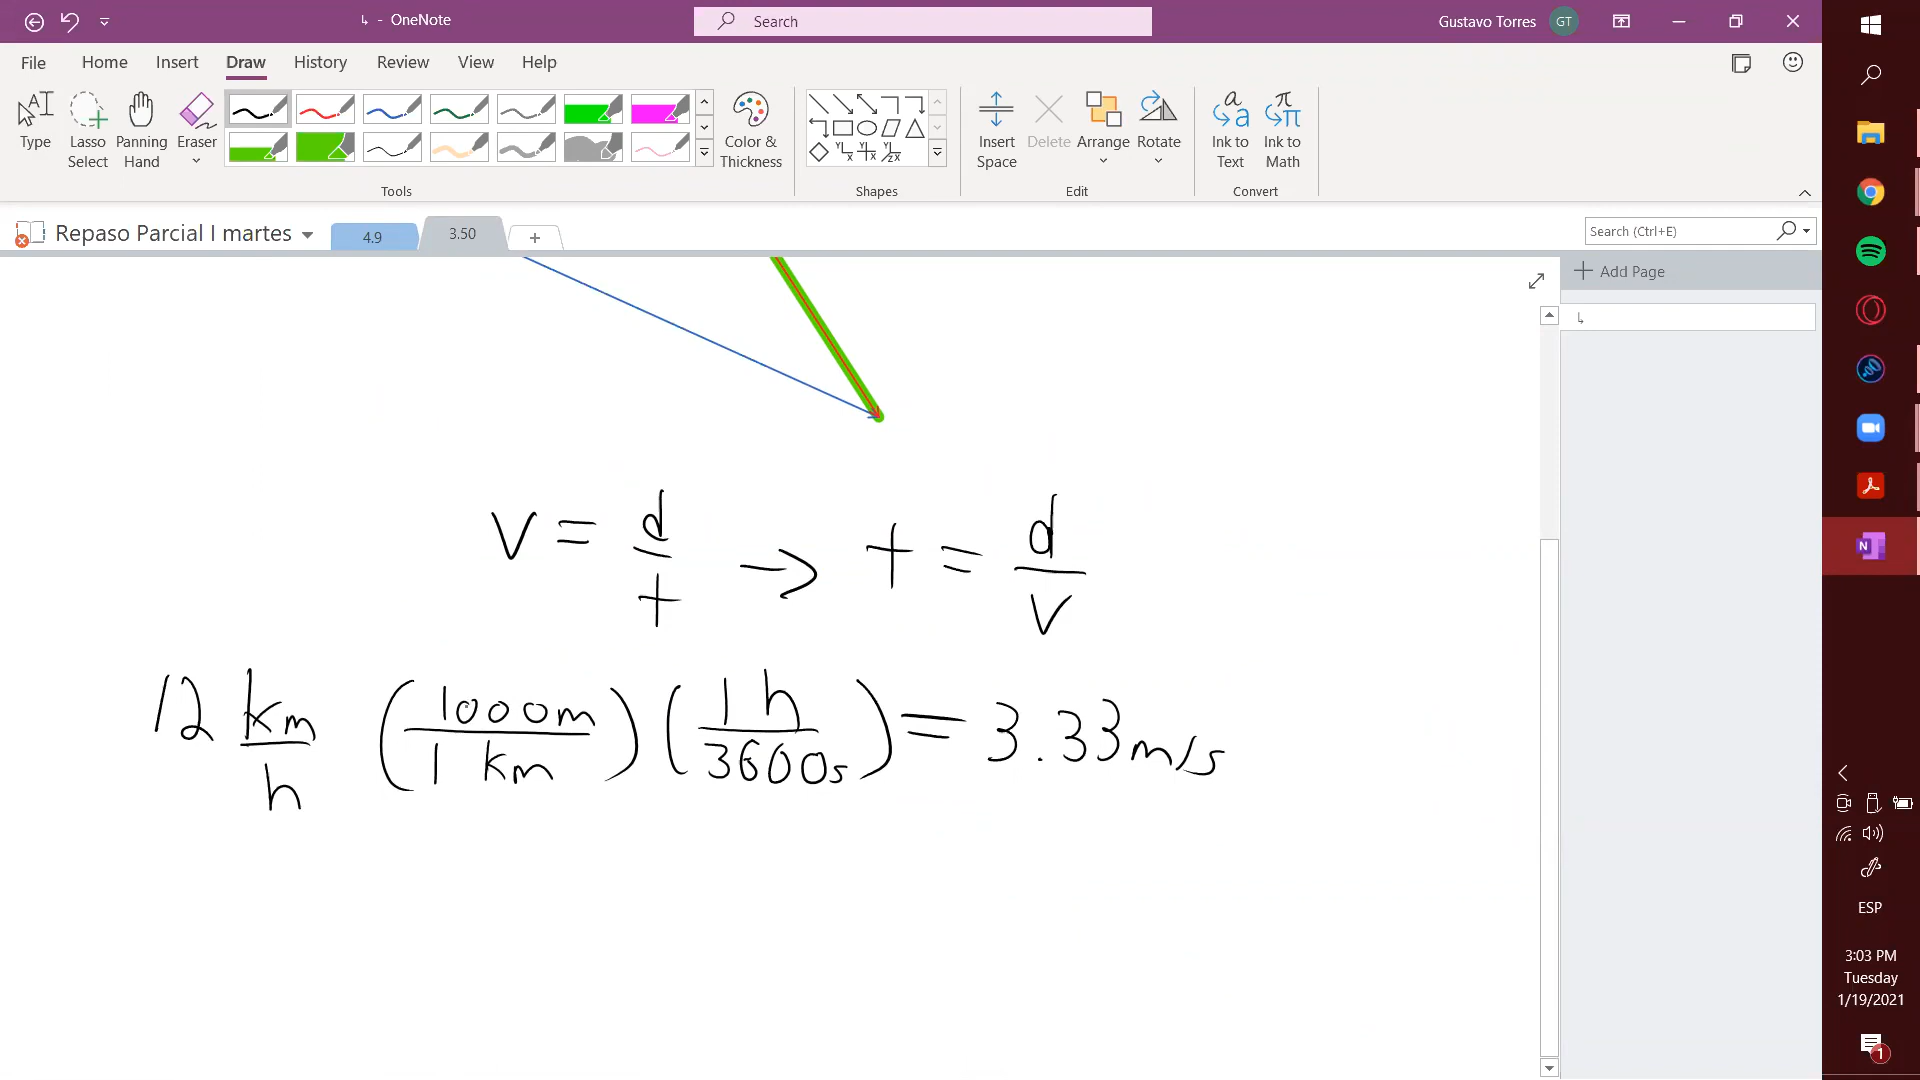 ↳ - OneNote
Search
Gustavo Torres GT
File Home Insert Draw History Review View Help
Type
Lasso Select
Panning Hand
Eraser
Color & Thickness
Insert Space
Delete
Arrange
Rotate
Ink to Text
Ink to Math
Tools
Shapes
Edit
Convert
Repaso Parcial I martes
4.9
3.50
Search (Ctrl+E)
Add Page
↳
V = d/t → t = d/v
12 km/h (1000m/1 km) (1 h/3600s) = 3.33 m/s
ESP
3:03 PM
Tuesday
1/19/2021
1